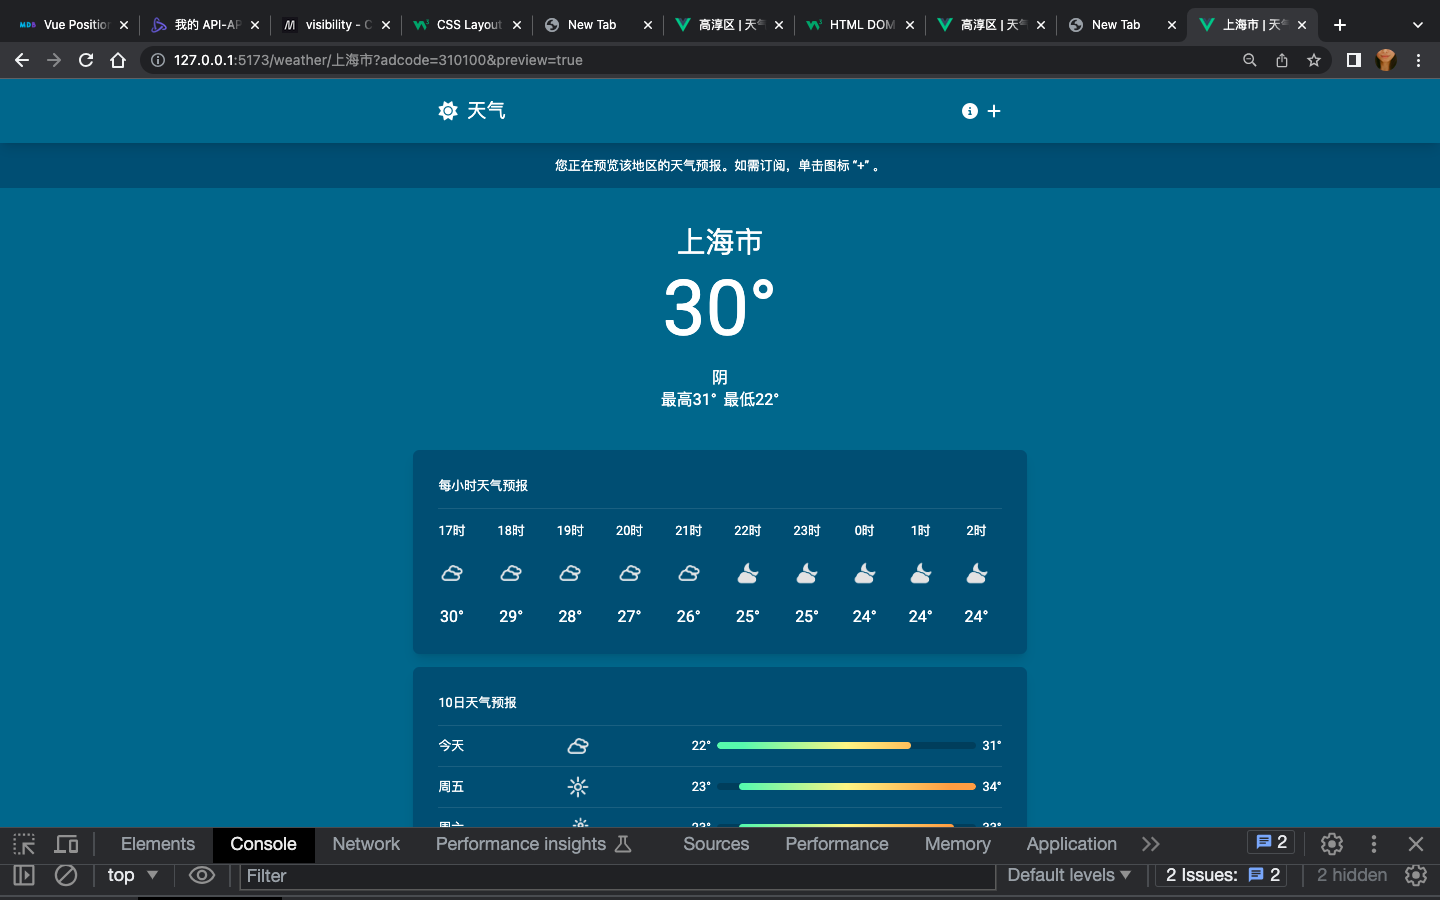 Vue Position
我的 API-AP
visibility - C
CSS Layout
New Tab
高淳区 | 天气
HTML DOM
高淳区 | 天气
New Tab
上海市 | 天气
127.0.0.1:5173/weather/上海市?adcode=310100&preview=true
天气
您正在预览该地区的天气预报。如需订阅，单击图标 “+” 。
上海市
30°
阴
最高31° 最低22°
每小时天气预报
17时 18时 19时 20时 21时 22时 23时 0时 1时 2时
30° 29° 28° 27° 26° 25° 25° 24° 24° 24°
10日天气预报
今天 22° 31°
周五 23° 34°
周六 23° 33°
Elements Console Network Performance insights Sources Performance Memory Application 2
top Filter Default levels 2 Issues: 2 2 hidden